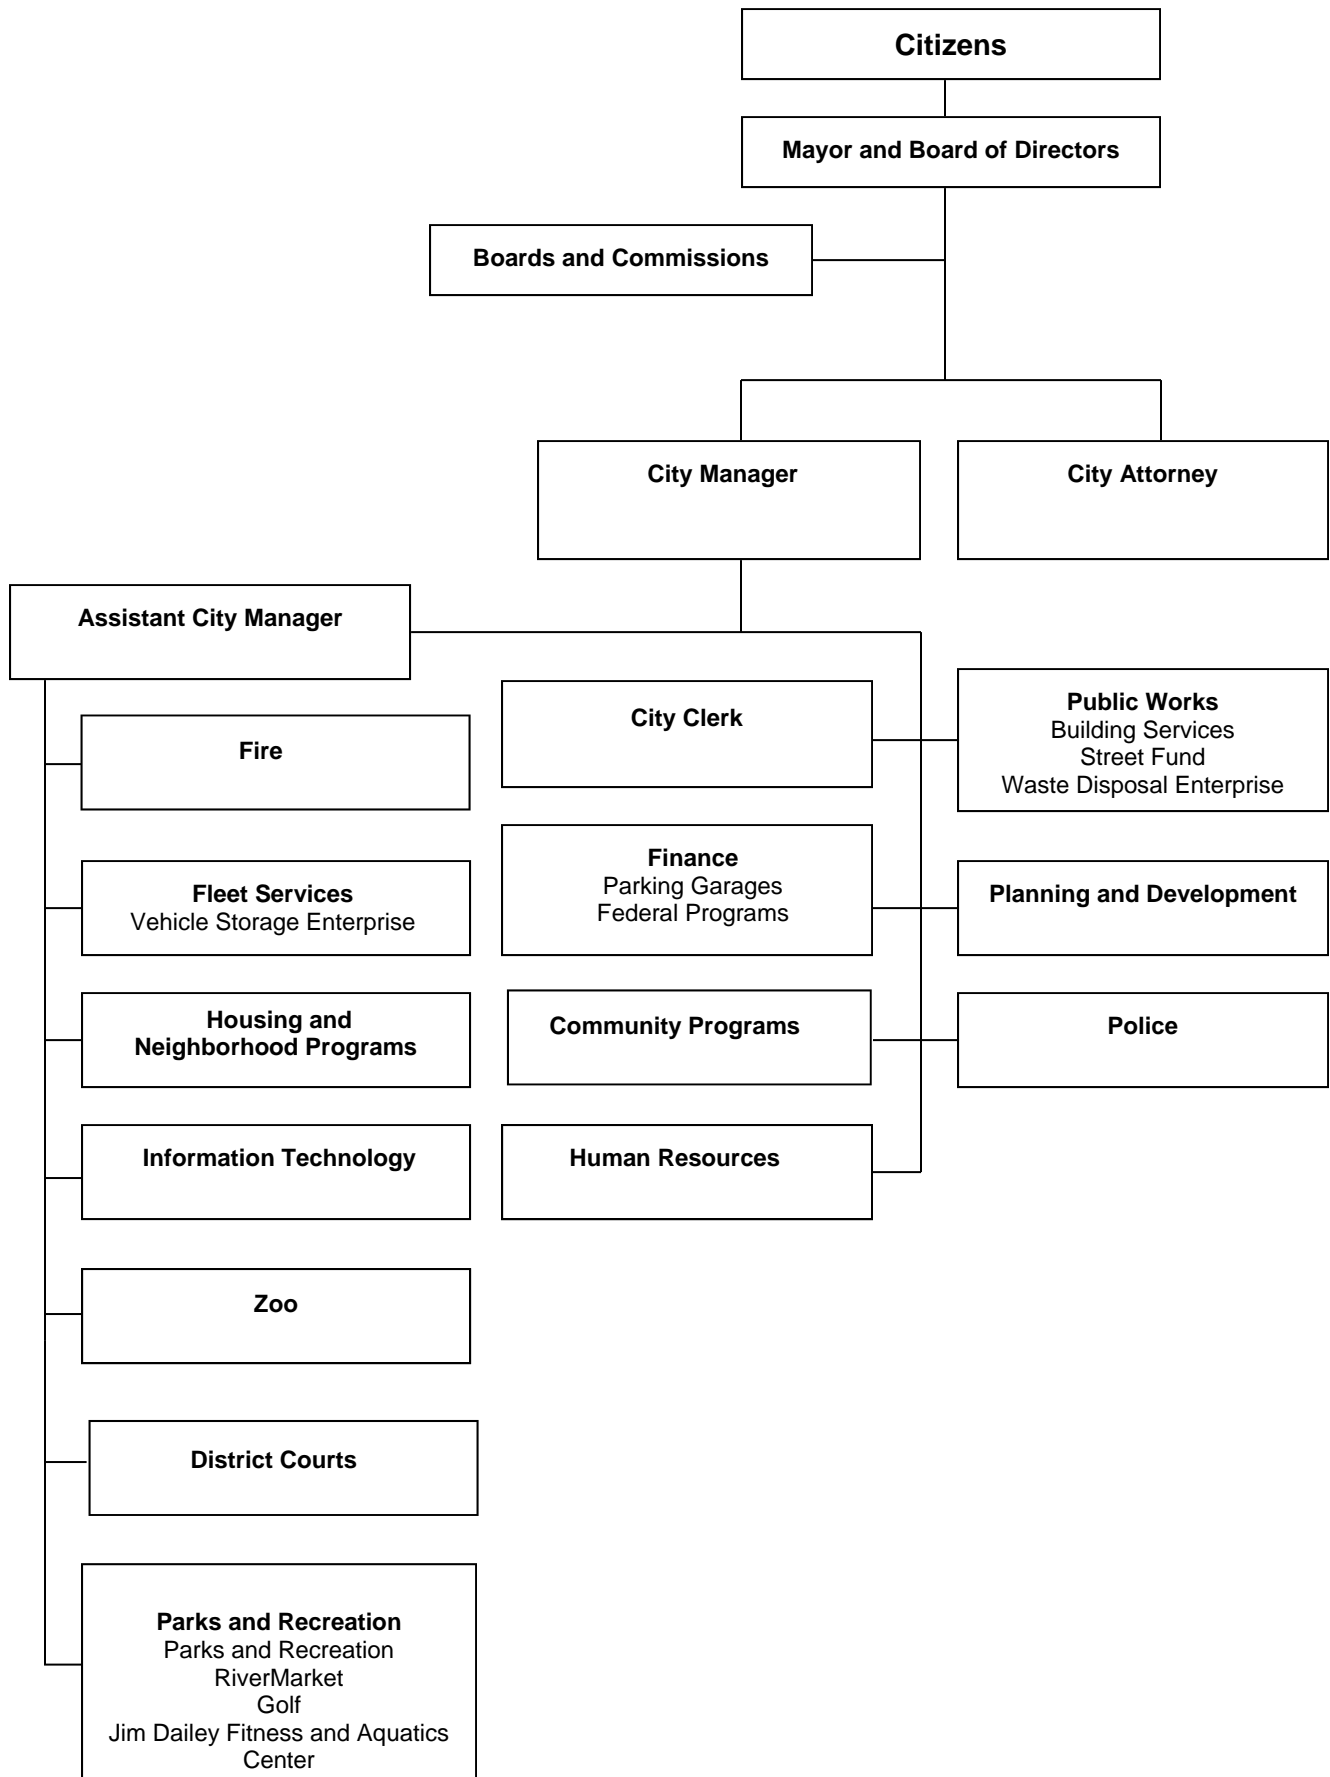 Citizens
Mayor and Board of Directors
Boards and Commissions
City Manager
City Attorney
Assistant City Manager
Fire
Fleet Services
Vehicle Storage Enterprise
Housing and
Neighborhood Programs
Information Technology
Zoo
District Courts
Parks and Recreation
Parks and Recreation
RiverMarket
Golf
Jim Dailey Fitness and Aquatics
Center
City Clerk
Finance
Parking Garages
Federal Programs
Community Programs
Human Resources
Public Works
Building Services
Street Fund
Waste Disposal Enterprise
Planning and Development
Police